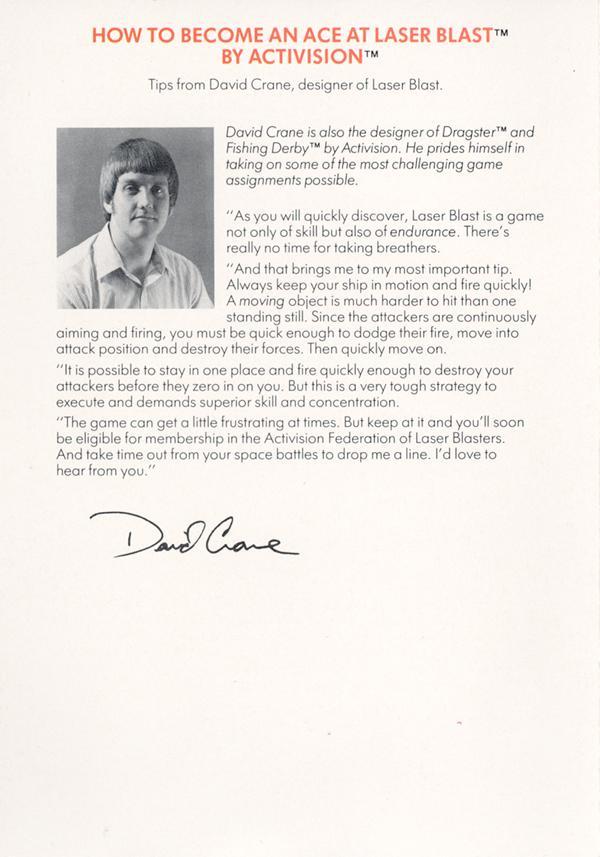 HOW TO BECOME AN ACE AT LASER BLAST™
BY ACTIVISION™
Tips from David Crane, designer of Laser Blast.
David Crane is also the designer of Dragster™ and
Fishing Derby™ by Activision. He prides himself in
taking on some of the most challenging game
assignments possible.
"As you will quickly discover, Laser Blast is a game
not only of skill but also of endurance. There's
really no time for taking breathers.
"And that brings me to my most important tip.
Always keep your ship in motion and fire quickly!
A moving object is much harder to hit than one
standing still. Since the attackers are continuously
aiming and firing, you must be quick enough to dodge their fire, move into
attack position and destroy their forces. Then quickly move on.
"It is possible to stay in one place and fire quickly enough to destroy your
attackers before they zero in on you. But this is a very tough strategy to
execute and demands superior skill and concentration.
"The game can get a little frustrating at times. But keep at it and you'll soon
be eligible for membership in the Activision Federation of Laser Blasters.
And take time out from your space battles to drop me a line. I'd love to
hear from you."
David Crane